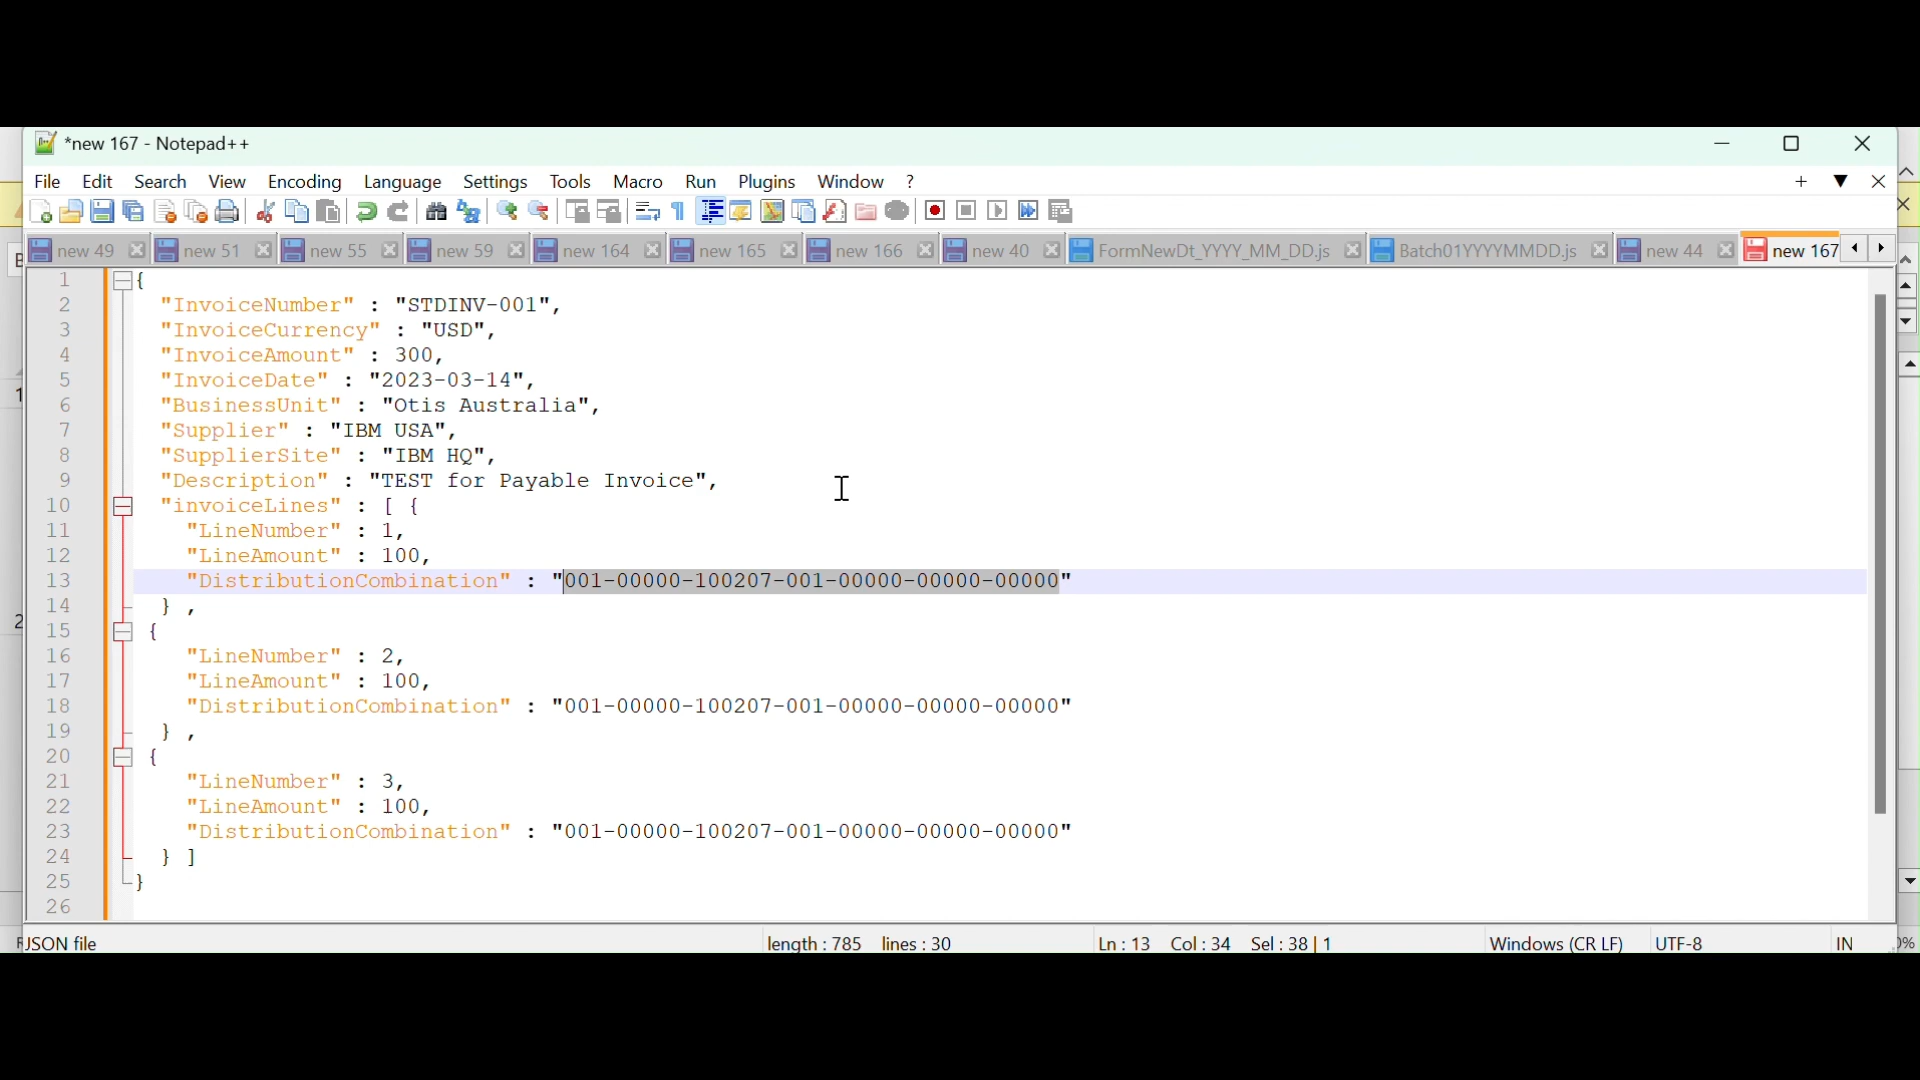 *new 167 - Notepad++
File Edit Search View Encoding Language Settings Tools Macro Run Plugins Window ?
new 49 new 51 new 55 new 59 new 164 new 165 new 166 new 40 FormNewDt_YYYY_MM_DD.js Batch01YYYYMMDD.js new 44 new 167
1 {
2 "InvoiceNumber" : "STDINV-001",
3 "InvoiceCurrency" : "USD",
4 "InvoiceAmount" : 300,
5 "InvoiceDate" : "2023-03-14",
6 "BusinessUnit" : "Otis Australia",
7 "Supplier" : "IBM USA",
8 "SupplierSite" : "IBM HQ",
9 "Description" : "TEST for Payable Invoice",
10 "invoiceLines" : [ {
11 "LineNumber" : 1,
12 "LineAmount" : 100,
13 "DistributionCombination" : "001-00000-100207-001-00000-00000-00000"
14 } ,
15 {
16 "LineNumber" : 2,
17 "LineAmount" : 100,
18 "DistributionCombination" : "001-00000-100207-001-00000-00000-00000"
19 } ,
20 {
21 "LineNumber" : 3,
22 "LineAmount" : 100,
23 "DistributionCombination" : "001-00000-100207-001-00000-00000-00000"
24 } ]
25 }
26
JSON file length : 785 lines : 30 Ln : 13 Col : 34 Sel : 38 | 1 Windows (CR LF) UTF-8 IN